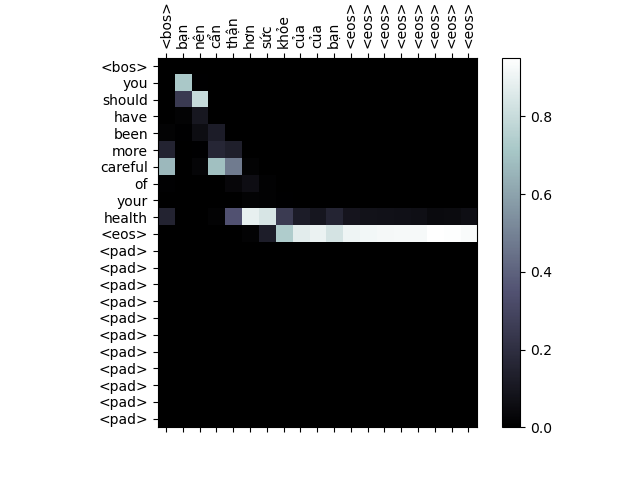 <bos> bạn nên cẩn thận hơn sức khỏe của của bạn <eos> <eos> <eos> <eos> <eos> <eos> <eos> <eos>
<bos>
you
should
have
been
more
careful
of
your
health
<eos>
<pad>
<pad>
<pad>
<pad>
<pad>
<pad>
<pad>
<pad>
<pad>
<pad>
<pad>
0.8
0.6
0.4
0.2
0.0